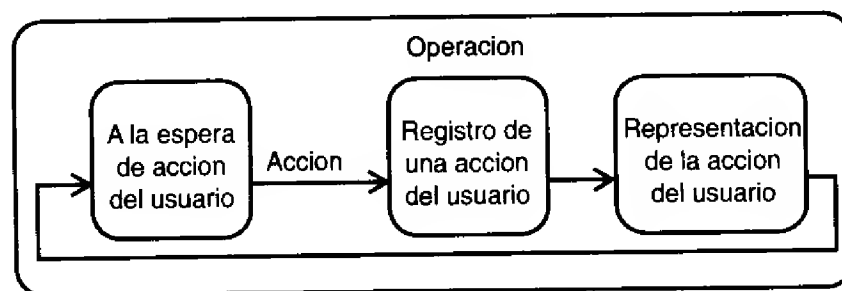 Operacion
A la espera
de accion
del usuario
Accion
Registro de
una accion
del usuario
Representacion
de la accion
del usuario